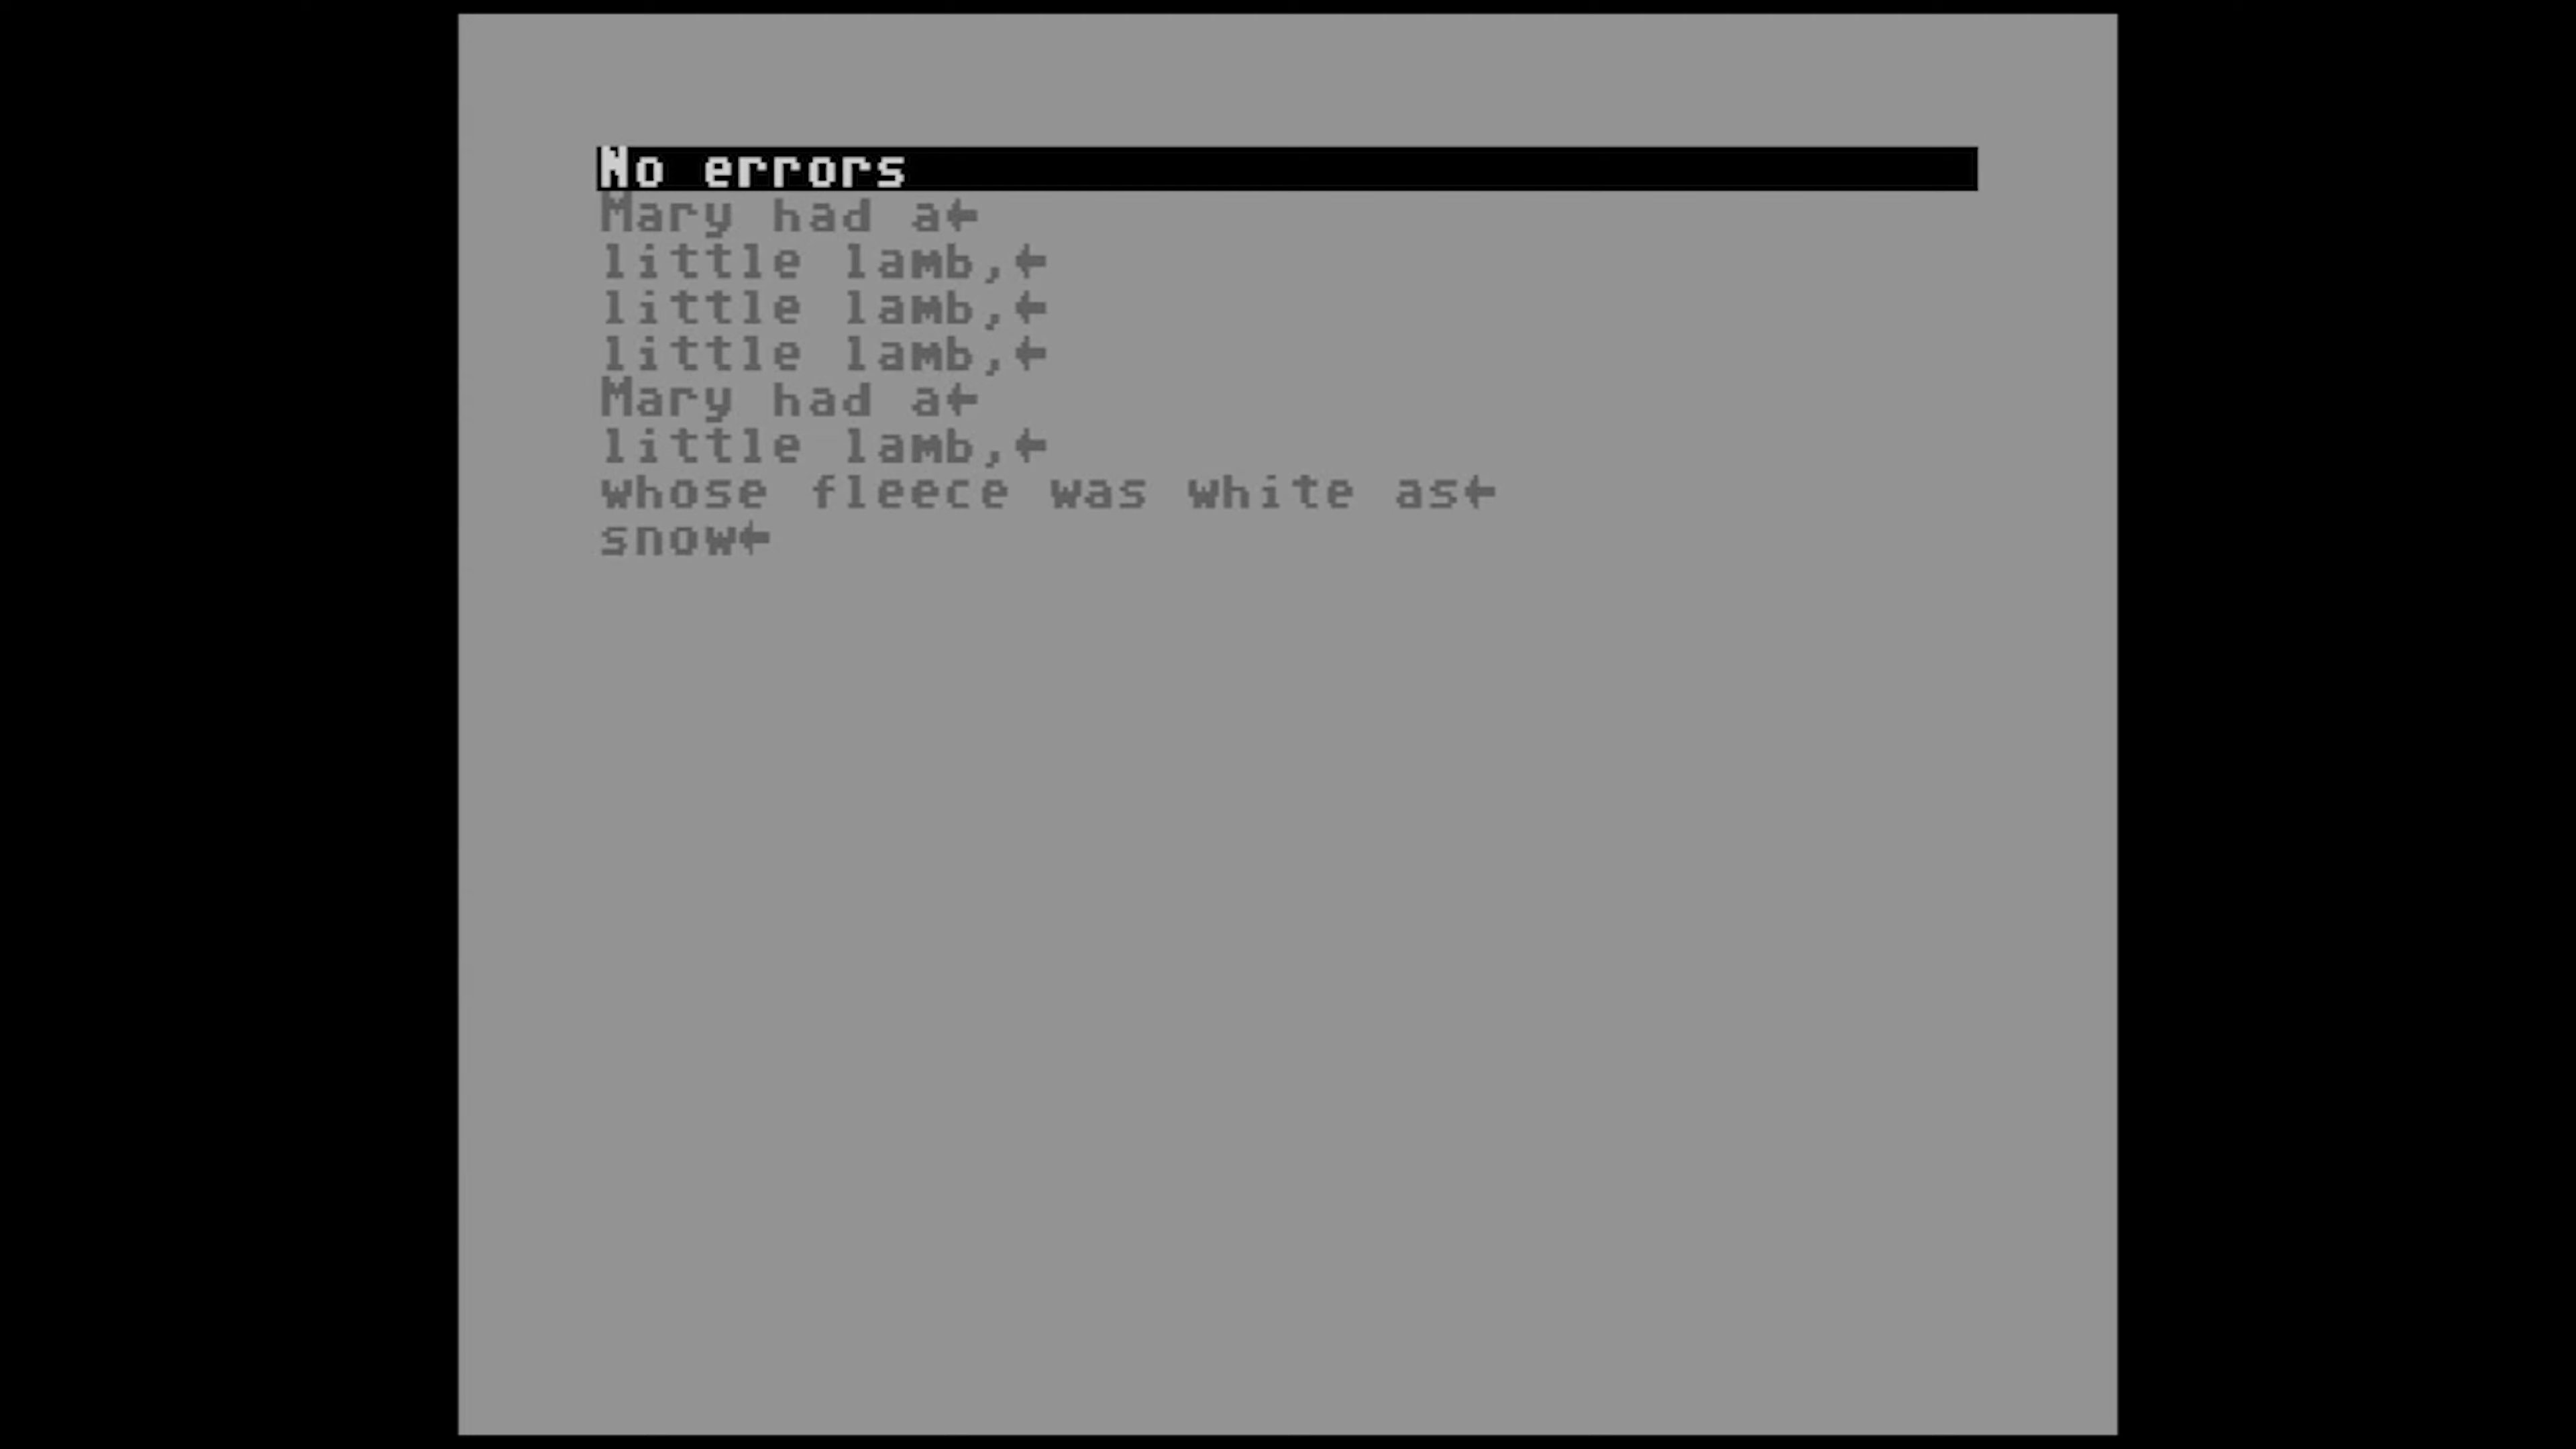 No errors
Mary had a←
little lamb,←
little lamb,←
little lamb,←
Mary had a←
little lamb,←
whose fleece was white as←
snow←